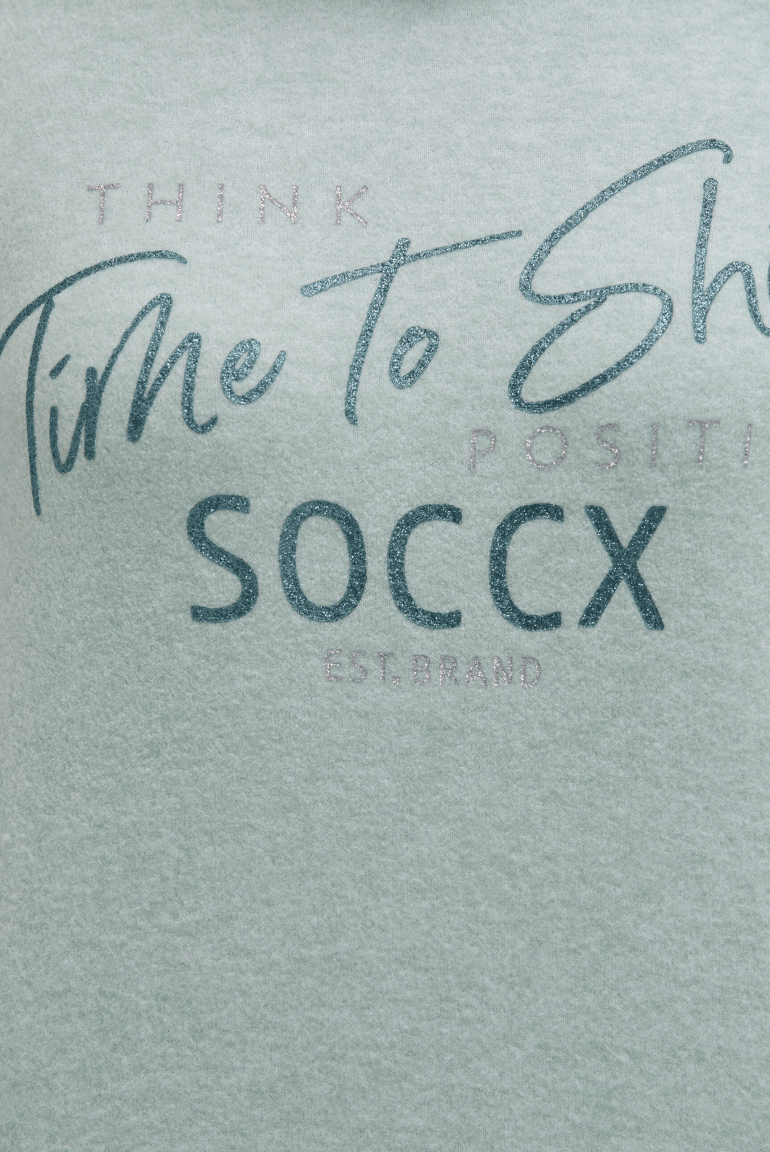 THINK
Time To Sh
POSITI
SOCCX
EST. BRAND